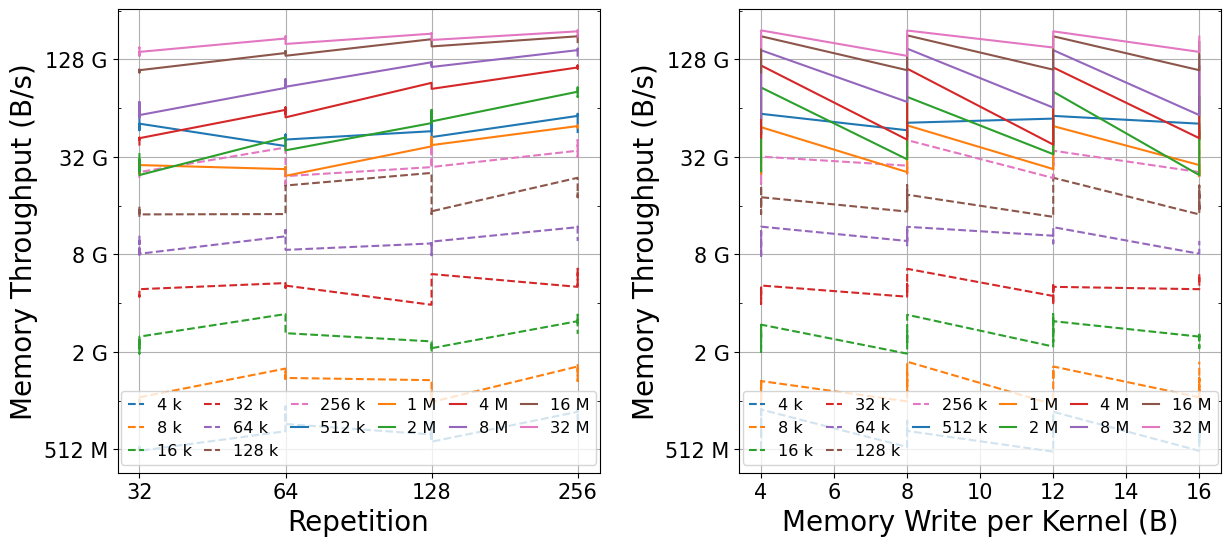 Memory Throughput (B/s)
128 G
32 G
8 G
2 G
512 M
4 k 32 k 256 k 1 M 4 M 16 M
8 k 64 k 512 k 2 M 8 M 32 M
16 k 128 k
32 64 128 256
Repetition
Memory Throughput (B/s)
128 G
32 G
8 G
2 G
512 M
4 k 32 k 256 k 1 M 4 M 16 M
8 k 64 k 512 k 2 M 8 M 32 M
16 k 128 k
4 6 8 10 12 14 16
Memory Write per Kernel (B)